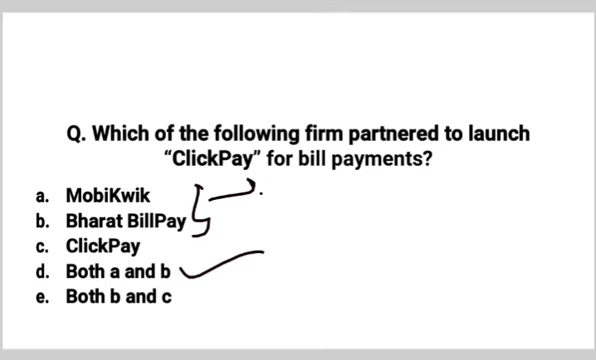 Q. Which of the following firm partnered to launch
“ClickPay” for bill payments?
a. MobiKwik
b. Bharat BillPay
c. ClickPay
d. Both a and b
e. Both b and c